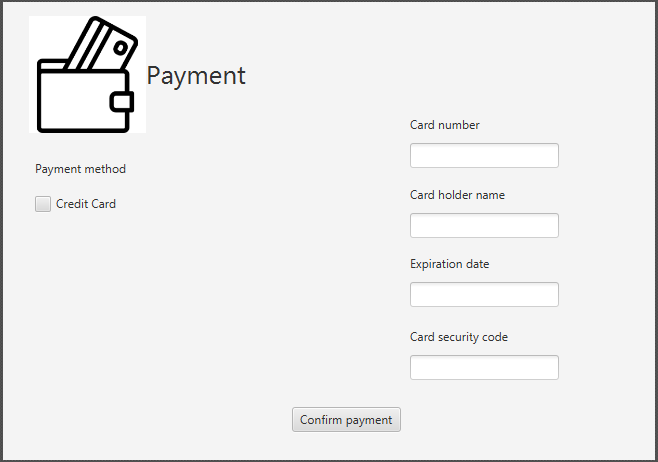 Payment
Payment method
Credit Card
Card number
Card holder name
Expiration date
Card security code
Confirm payment